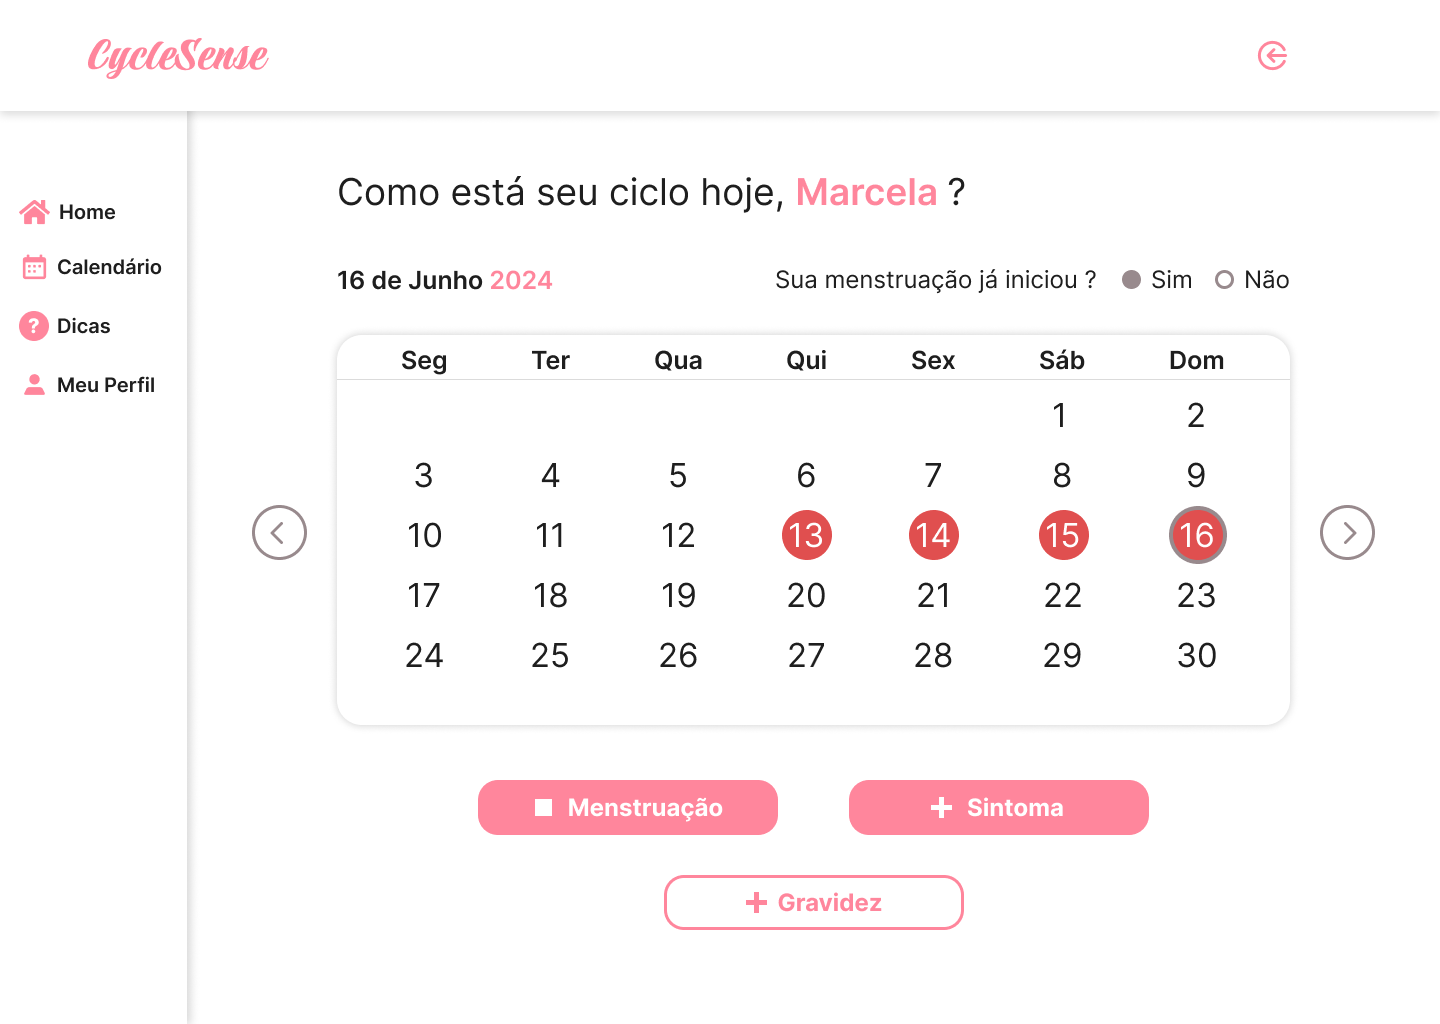 CycleSense
Home
Calendário
Dicas
Meu Perfil
Como está seu ciclo hoje, Marcela ?
16 de Junho 2024
Sua menstruação já iniciou ? Sim Não
Seg Ter Qua Qui Sex Sáb Dom
1 2
3 4 5 6 7 8 9
10 11 12 13 14 15 16
17 18 19 20 21 22 23
24 25 26 27 28 29 30
Menstruação
Sintoma
Gravidez